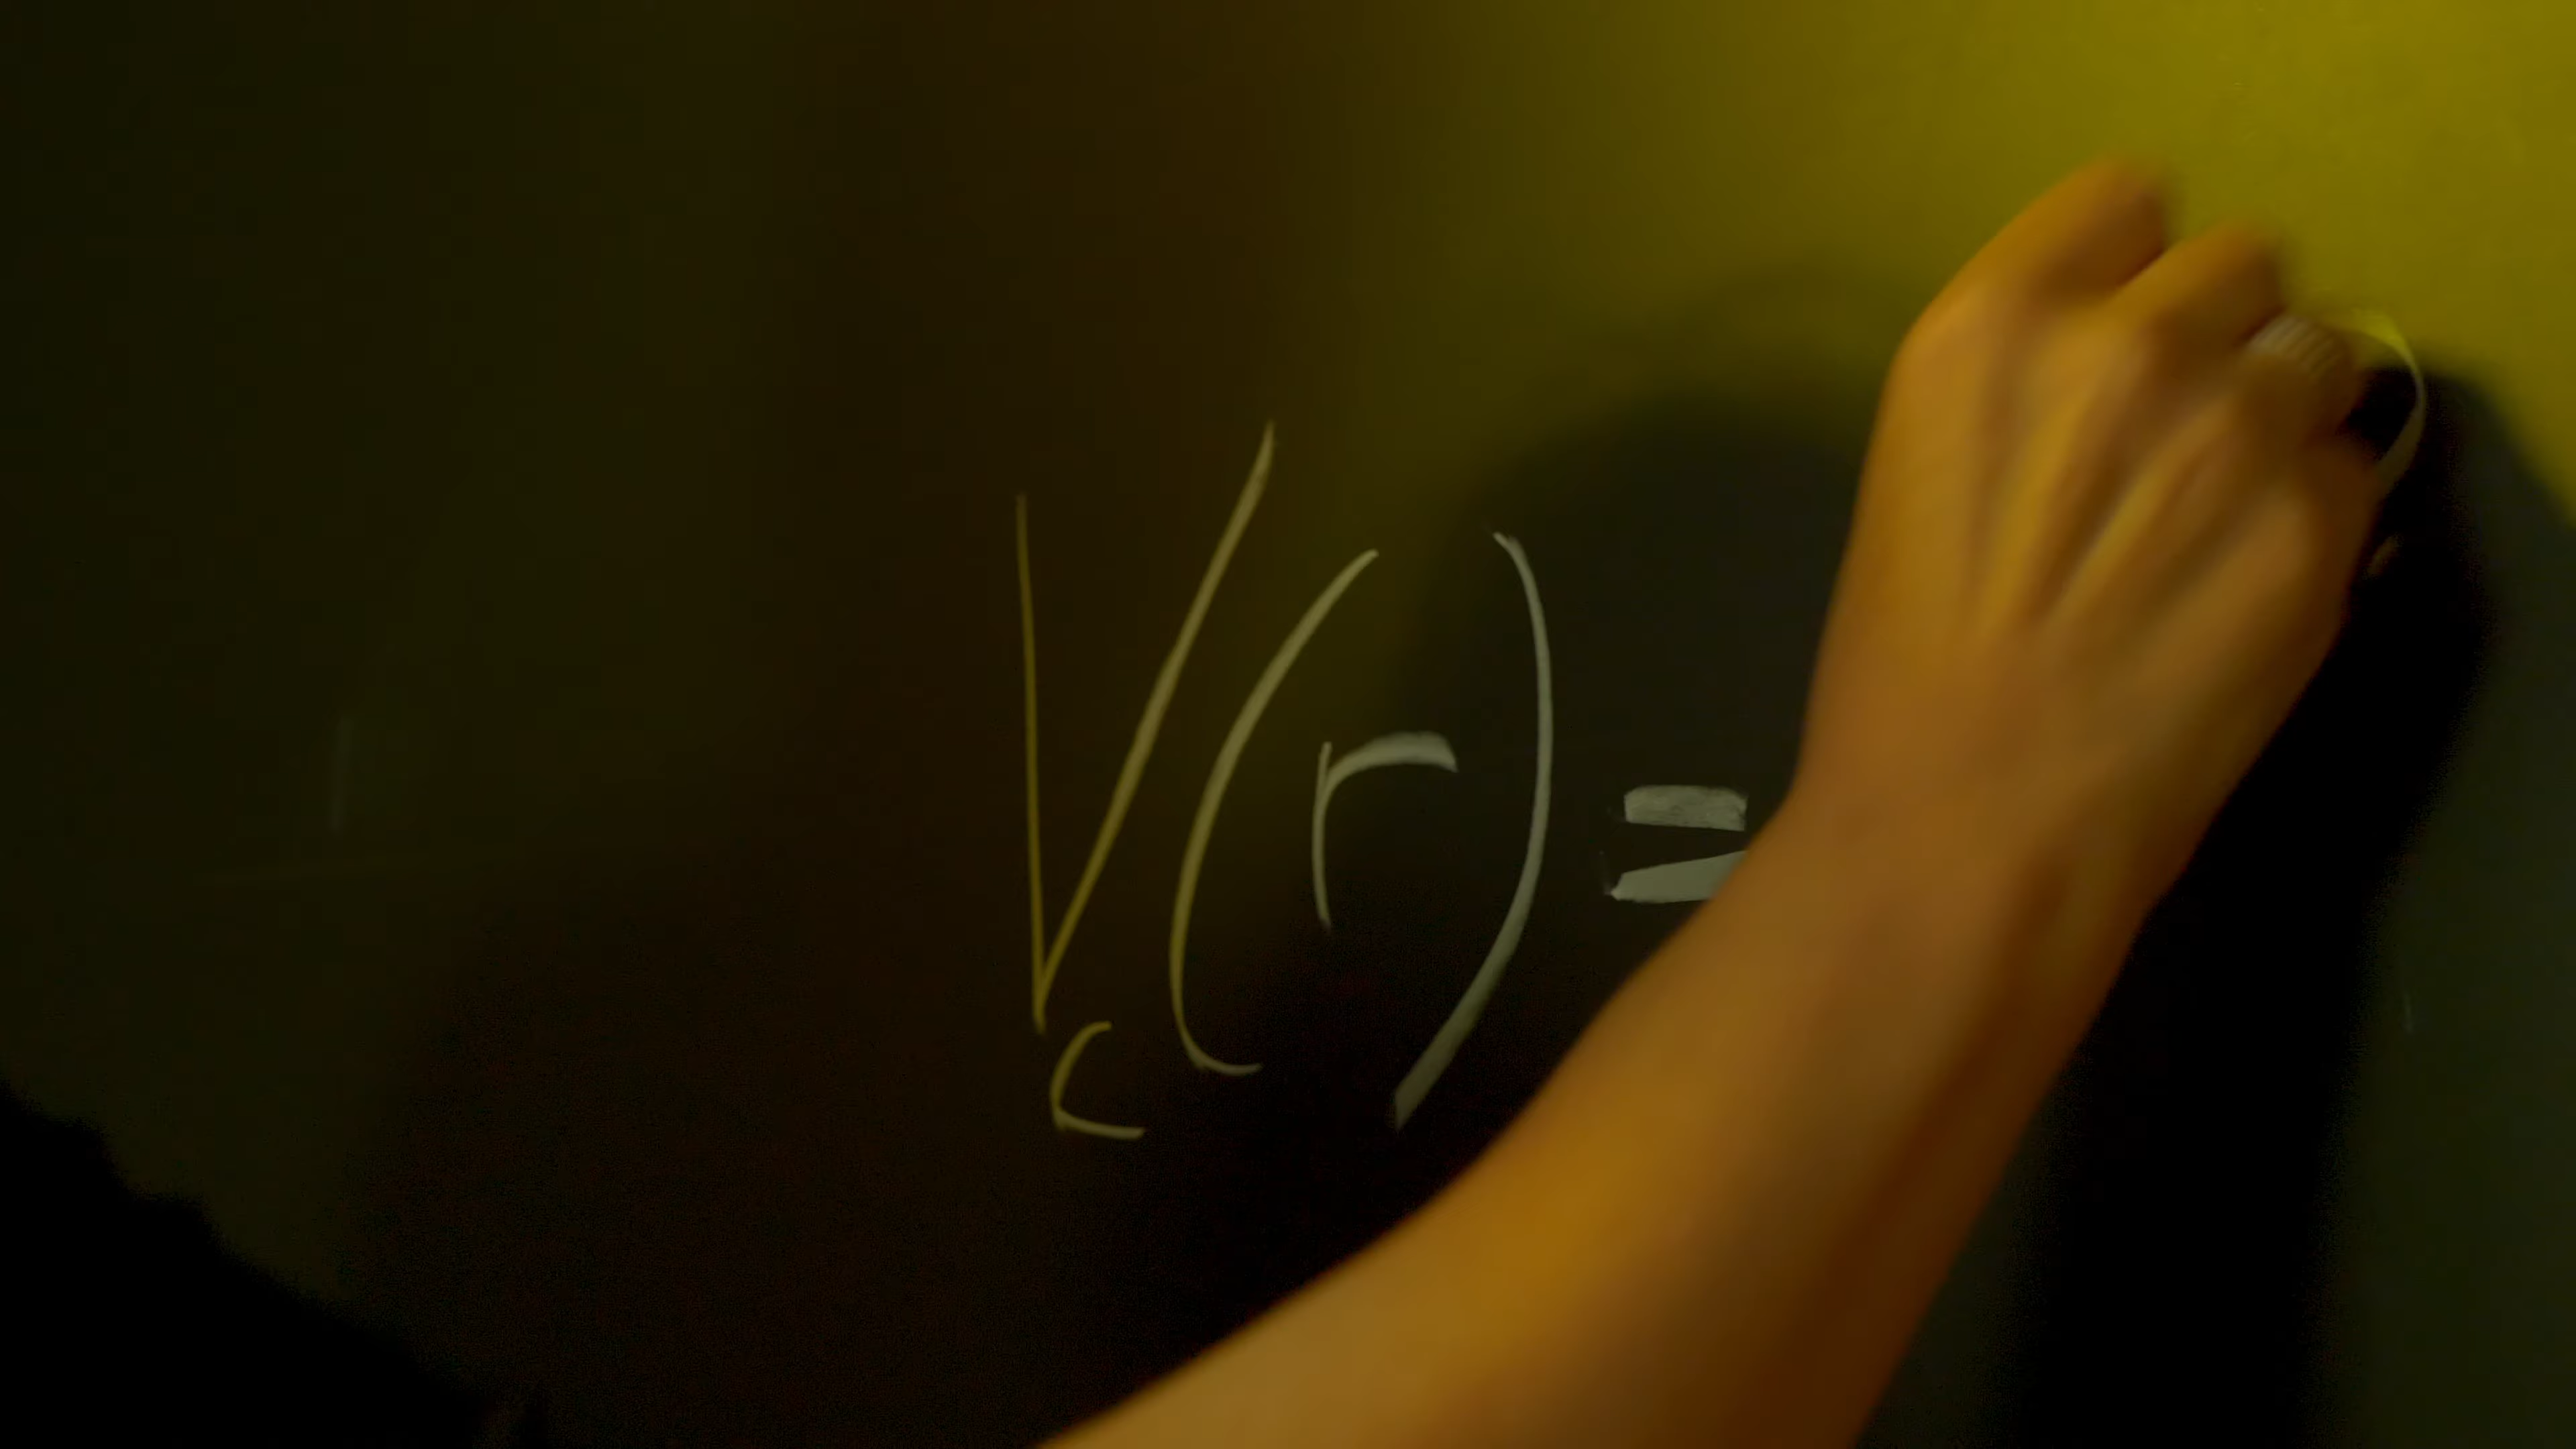 V_c(r) =